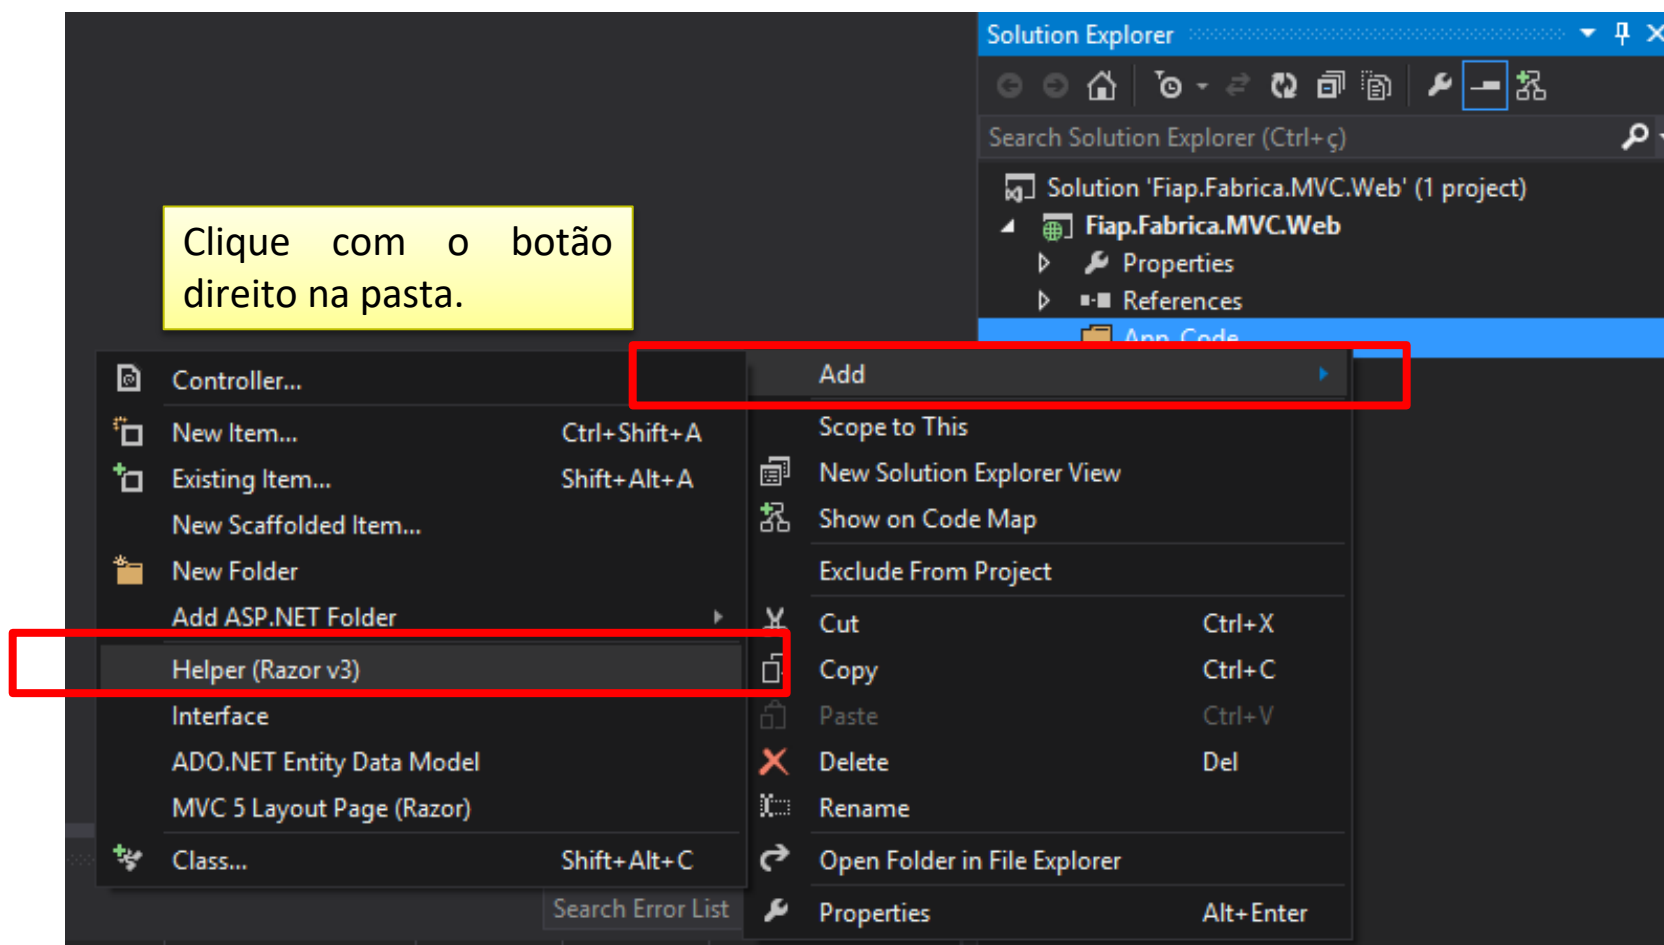 Solution Explorer
Search Solution Explorer (Ctrl+ç)
Solution 'Fiap.Fabrica.MVC.Web' (1 project)
Fiap.Fabrica.MVC.Web
Properties
References
App_Code
Clique com o botão
direito na pasta.
Controller...
New Item... Ctrl+Shift+A
Existing Item... Shift+Alt+A
New Scaffolded Item...
New Folder
Add ASP.NET Folder
Helper (Razor v3)
Interface
ADO.NET Entity Data Model
MVC 5 Layout Page (Razor)
Class... Shift+Alt+C
Add
Scope to This
New Solution Explorer View
Show on Code Map
Exclude From Project
Cut Ctrl+X
Copy Ctrl+C
Paste Ctrl+V
Delete Del
Rename
Open Folder in File Explorer
Properties Alt+Enter
Search Error List